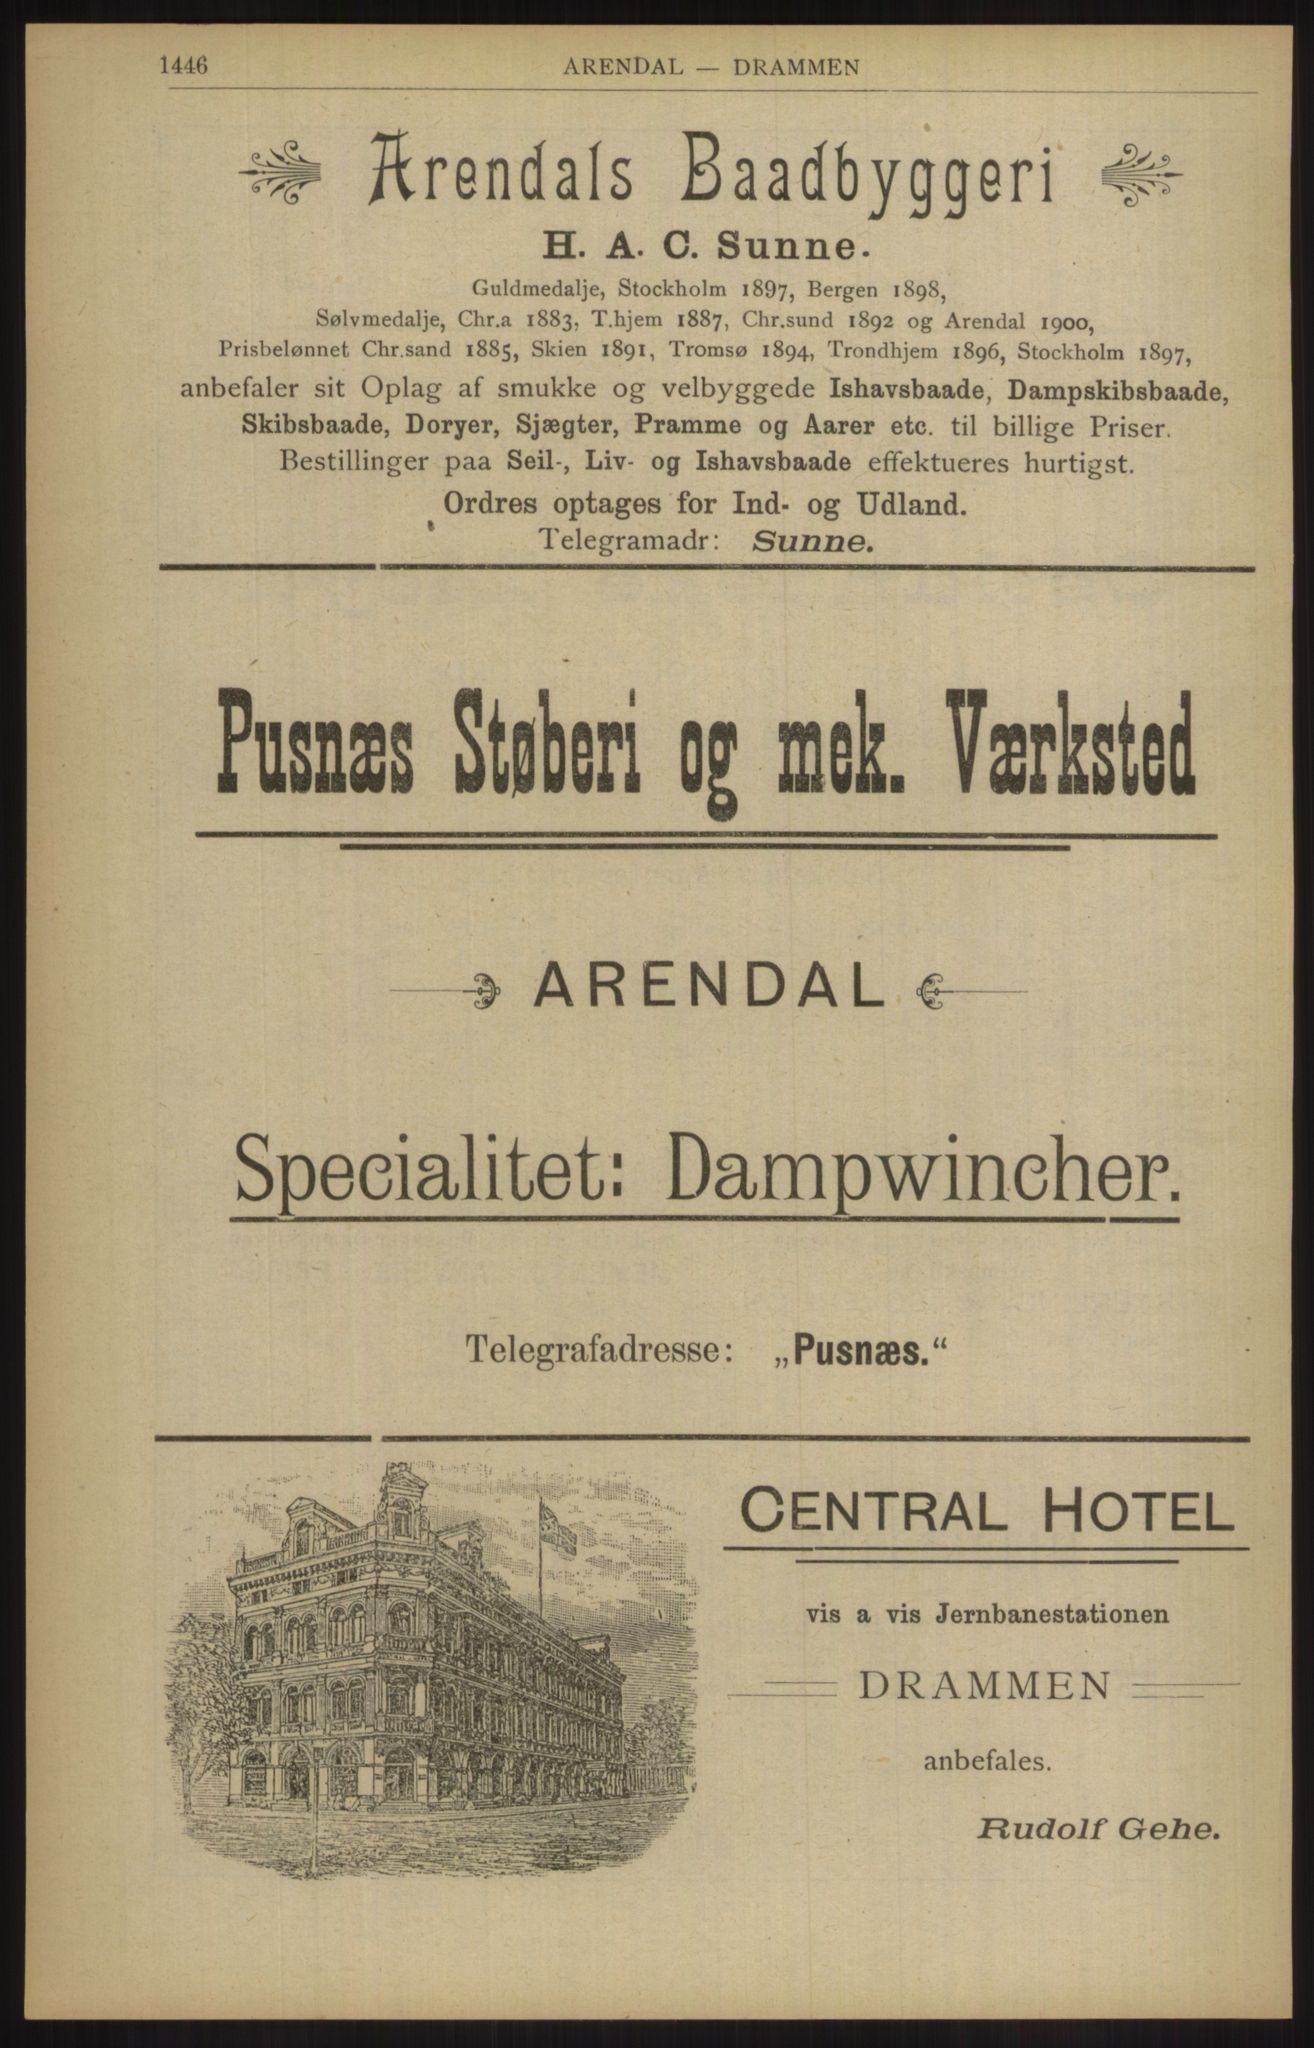 1446
ARENDAL — DRAMMEN
Arendals Baadbyggeri
H. A. C. Sunne.
Guldmedalje, Stockholm 1897, Bergen 1898,
Sølvmedalje, Chr.a 1883, T.hjem 1887, Chr.sund 1892 og Arendal 1900,
Prisbelønnet Chr.sand 1885, Skien 1891, Tromsø 1894, Trondhjem 1896, Stockholm 1897,
anbefaler sit Oplag af smukke og velbyggede Ishavsbaade, Dampskibsbaade,
Skibsbaade, Doryer, Sjægter, Pramme og Aarer etc. til billige Priser.
Bestillinger paa Seil-, Liv- og Ishavsbaade effektueres hurtigst.
Ordres optages for Ind- og Udland.
Telegramadr: Sunne.
Pusnæs Støberi og mek. Værksted
ARENDAL
Specialitet: Dampwincher.
Telegrafadresse: „Pusnæs.“
CENTRAL HOTEL
vis a vis Jernbanestationen
DRAMMEN
anbefales.
Rudolf Gehe.